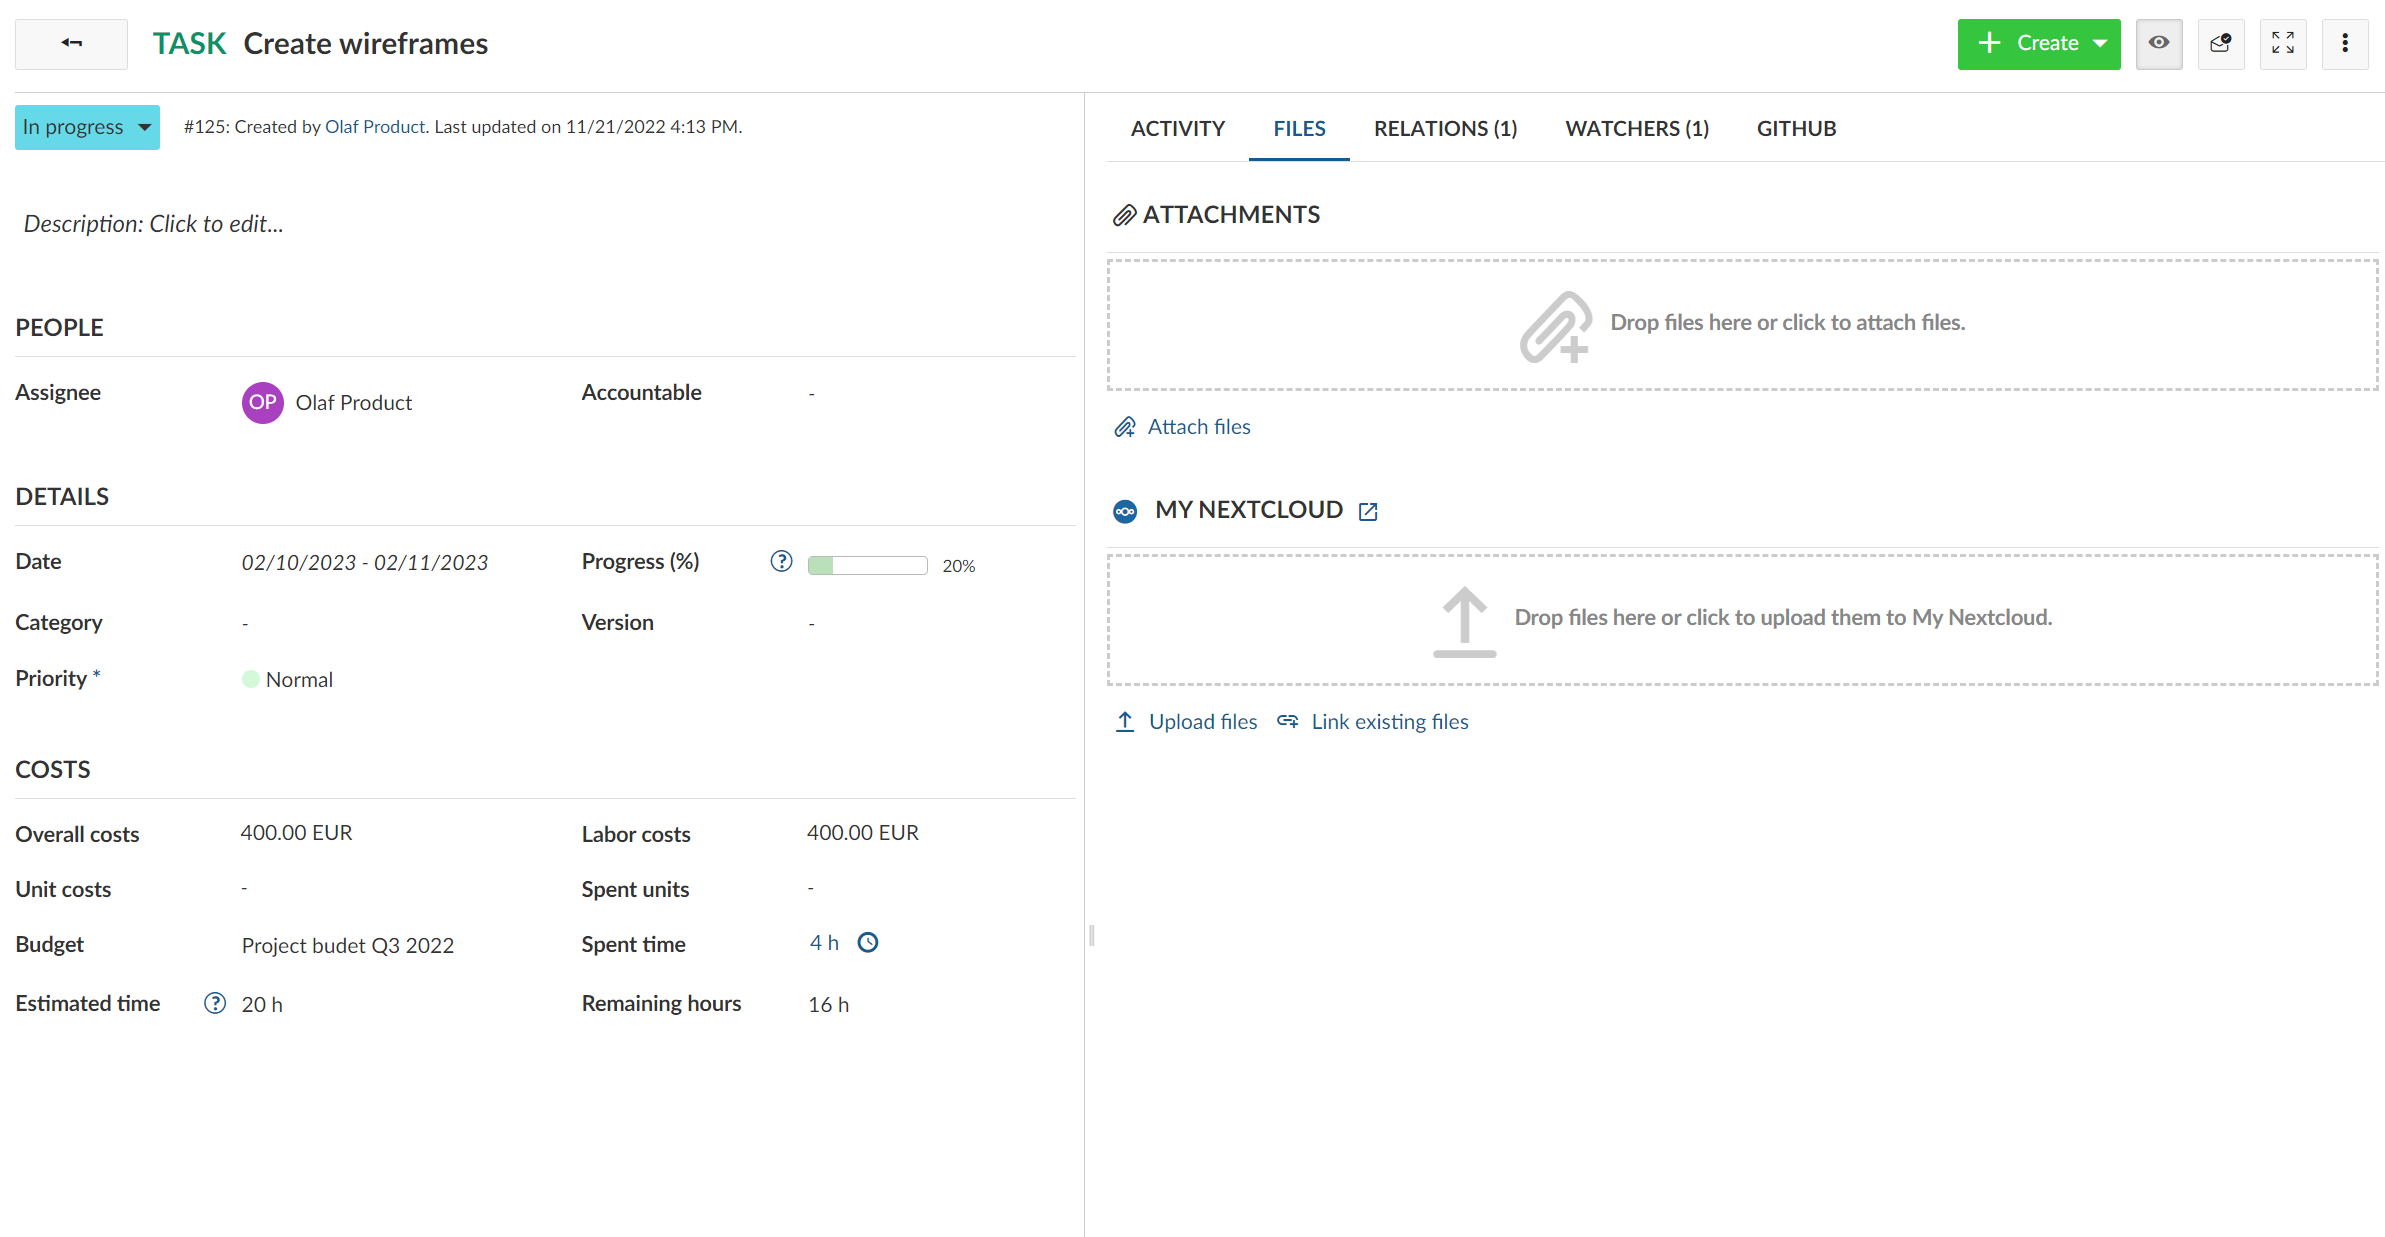 TASK Create wireframes
Create
In progress
#125: Created by Olaf Product. Last updated on 11/21/2022 4:13 PM.
Description: Click to edit...
PEOPLE
Assignee OP Olaf Product Accountable -
DETAILS
Date 02/10/2023 - 02/11/2023 Progress (%) ? 20%
Category - Version -
Priority * Normal
COSTS
Overall costs 400.00 EUR Labor costs 400.00 EUR
Unit costs - Spent units -
Budget Project budet Q3 2022 Spent time 4 h
Estimated time ? 20 h Remaining hours 16 h
ACTIVITY FILES RELATIONS (1) WATCHERS (1) GITHUB
ATTACHMENTS
Drop files here or click to attach files.
Attach files
MY NEXTCLOUD
Drop files here or click to upload them to My Nextcloud.
Upload files Link existing files